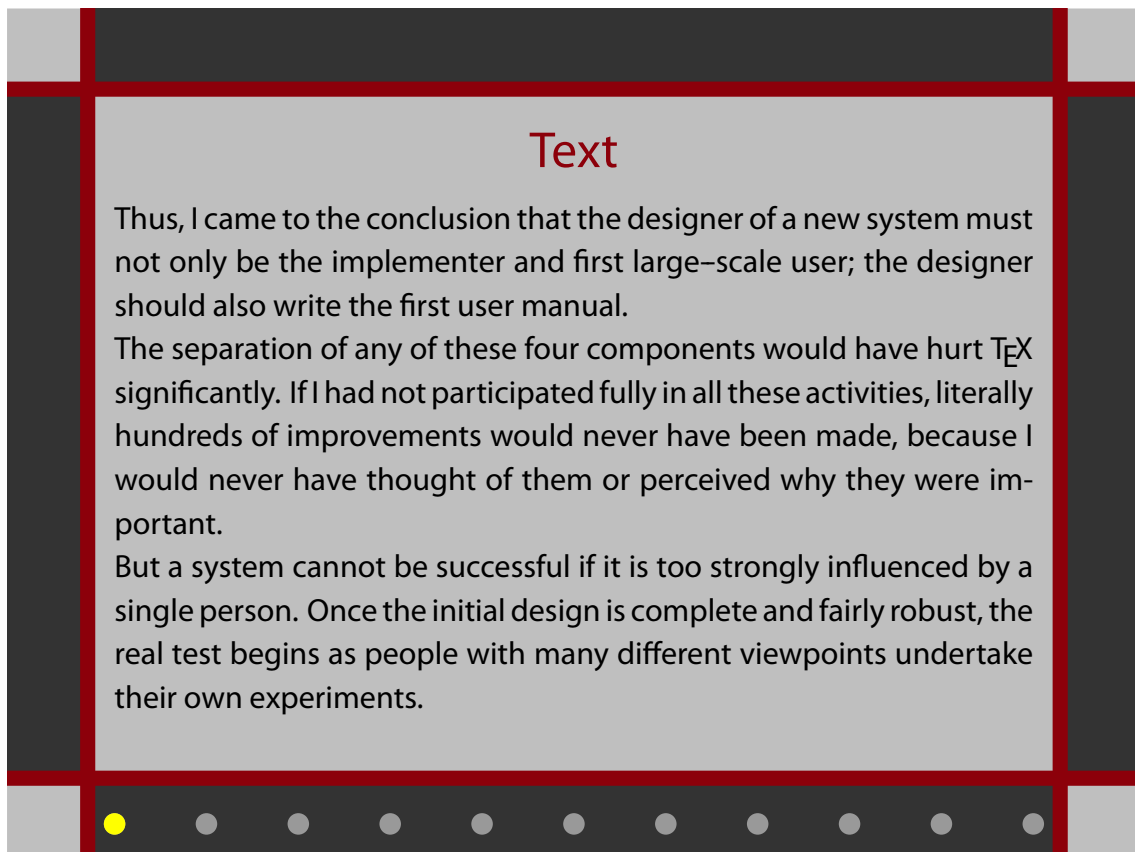 Text
Thus, I came to the conclusion that the designer of a new system must
not only be the implementer and first large–scale user; the designer
should also write the first user manual.
The separation of any of these four components would have hurt TEX
significantly. If I had not participated fully in all these activities, literally
hundreds of improvements would never have been made, because I
would never have thought of them or perceived why they were im-
portant.
But a system cannot be successful if it is too strongly influenced by a
single person. Once the initial design is complete and fairly robust, the
real test begins as people with many different viewpoints undertake
their own experiments.